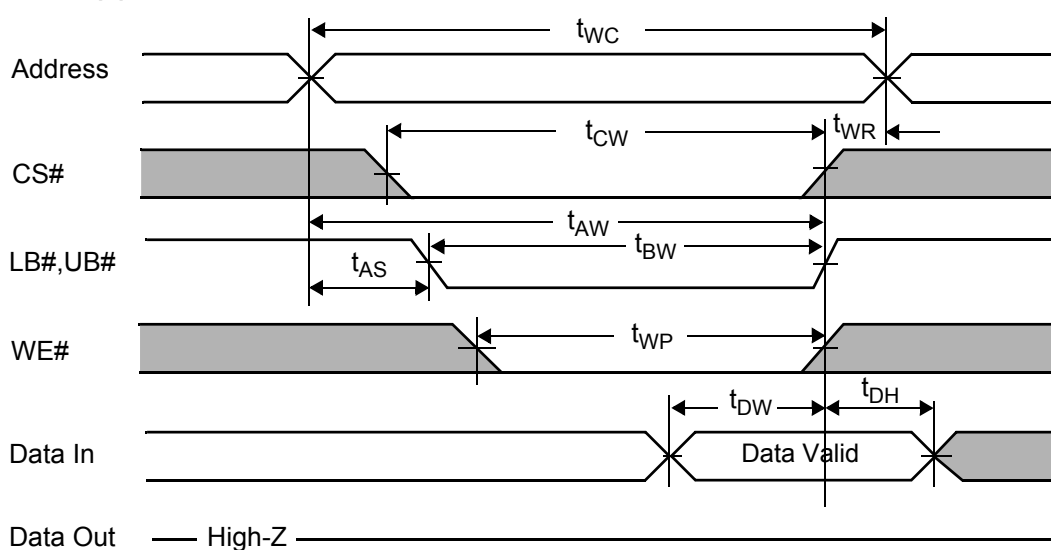 tWC
Address
tCW
tWR
CS#
tAW
LB#,UB#
tAS
tBW
WE#
tWP
tDW
tDH
Data In
Data Valid
Data Out
High-Z